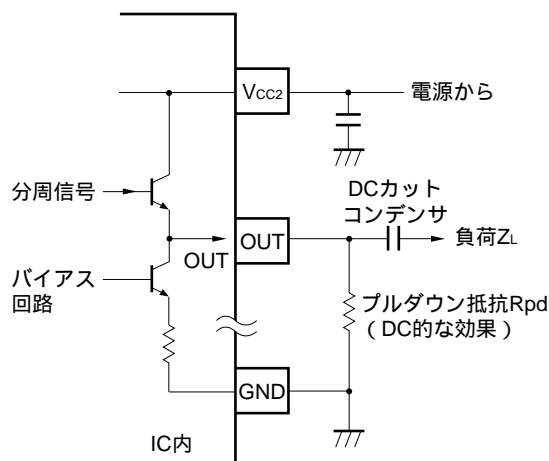 VCC2
電源から
DCカット
コンデンサ
分周信号
OUT
OUT
負荷ZL
バイアス
回路
プルダウン抵抗Rpd
（DC的な効果）
GND
IC内